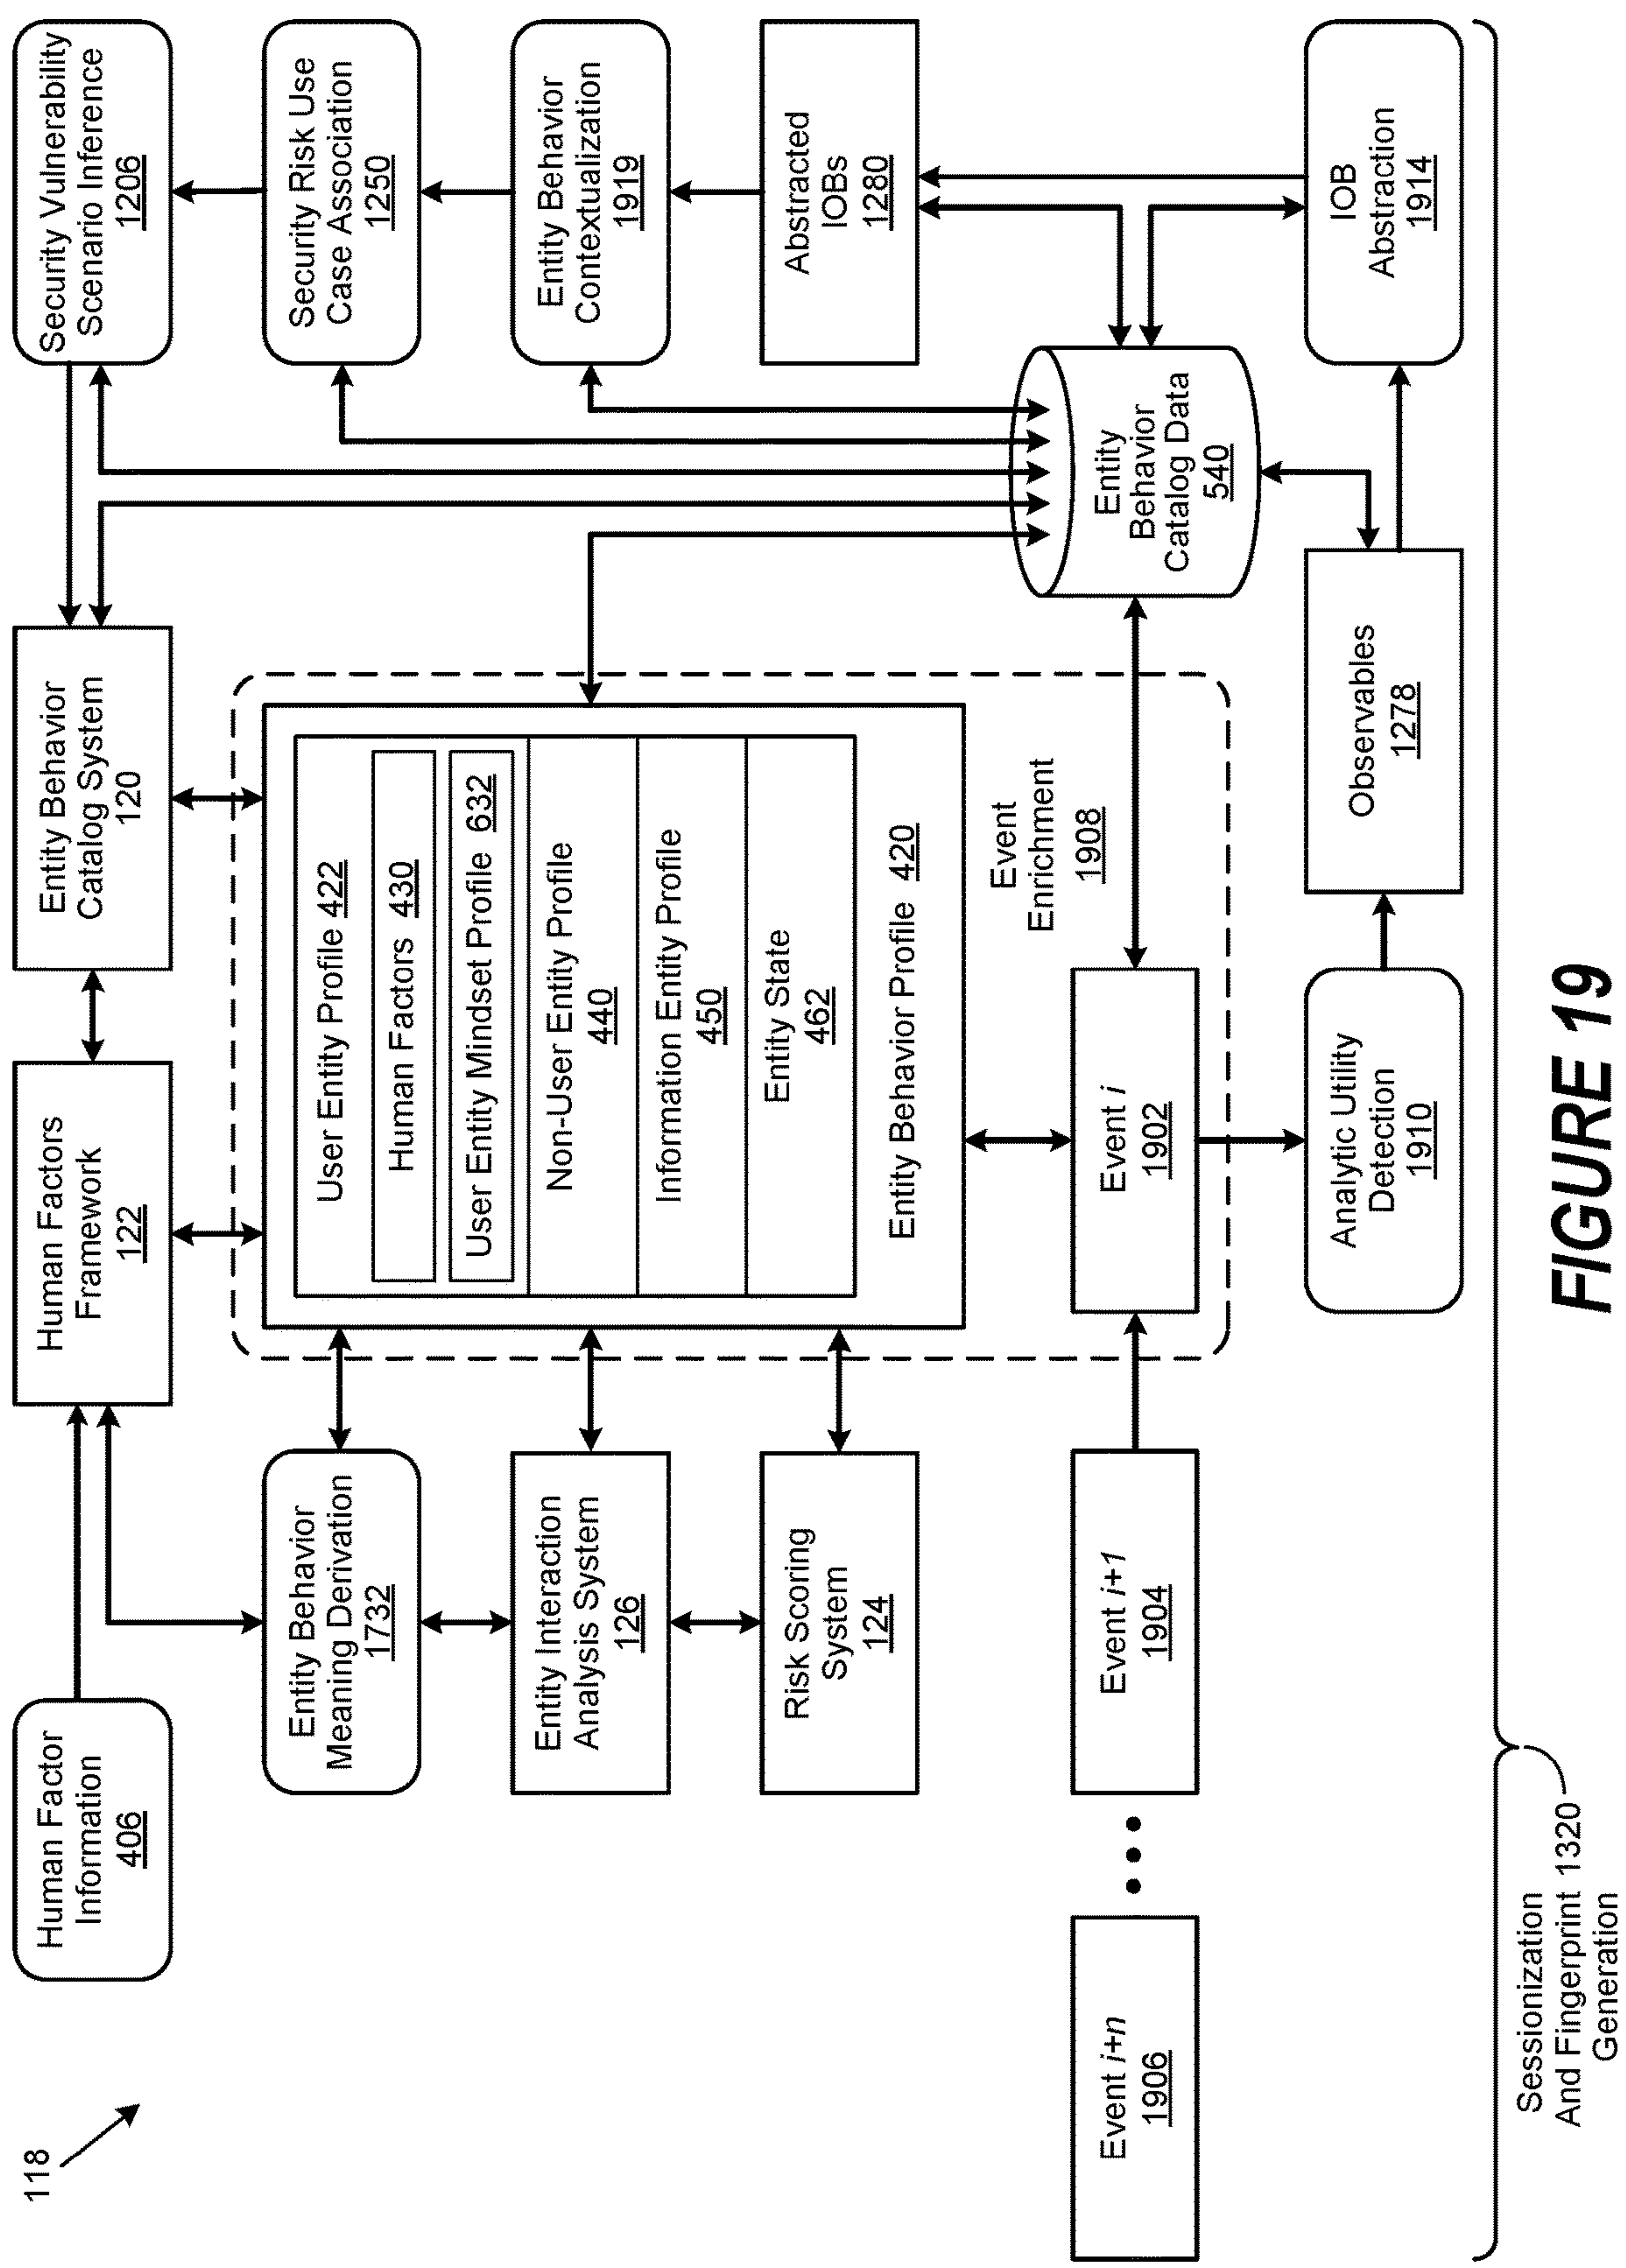 118
Human Factor
Information
406
Human Factors
Framework
122
Entity Behavior
Catalog System
120
Security Vulnerability
Scenario Inference
1206
Entity Behavior
Meaning Derivation
1732
User Entity Profile 422
Human Factors 430
User Entity Mindset Profile 632
Non-User Entity Profile
440
Information Entity Profile
450
Entity State
462
Entity Behavior Profile 420
Security Risk Use
Case Association
1250
Entity Interaction
Analysis System
126
Entity Behavior
Contextualization
1919
Risk Scoring
System
124
Abstracted
IOBs
1280
Event
Enrichment
1908
Entity
Behavior
Catalog Data
540
Event i+n
1906
Event i+1
1904
Event i
1902
Analytic Utility
Detection
1910
Observables
1278
IOB
Abstraction
1914
Sessionization
And Fingerprint 1320
Generation
FIGURE 19